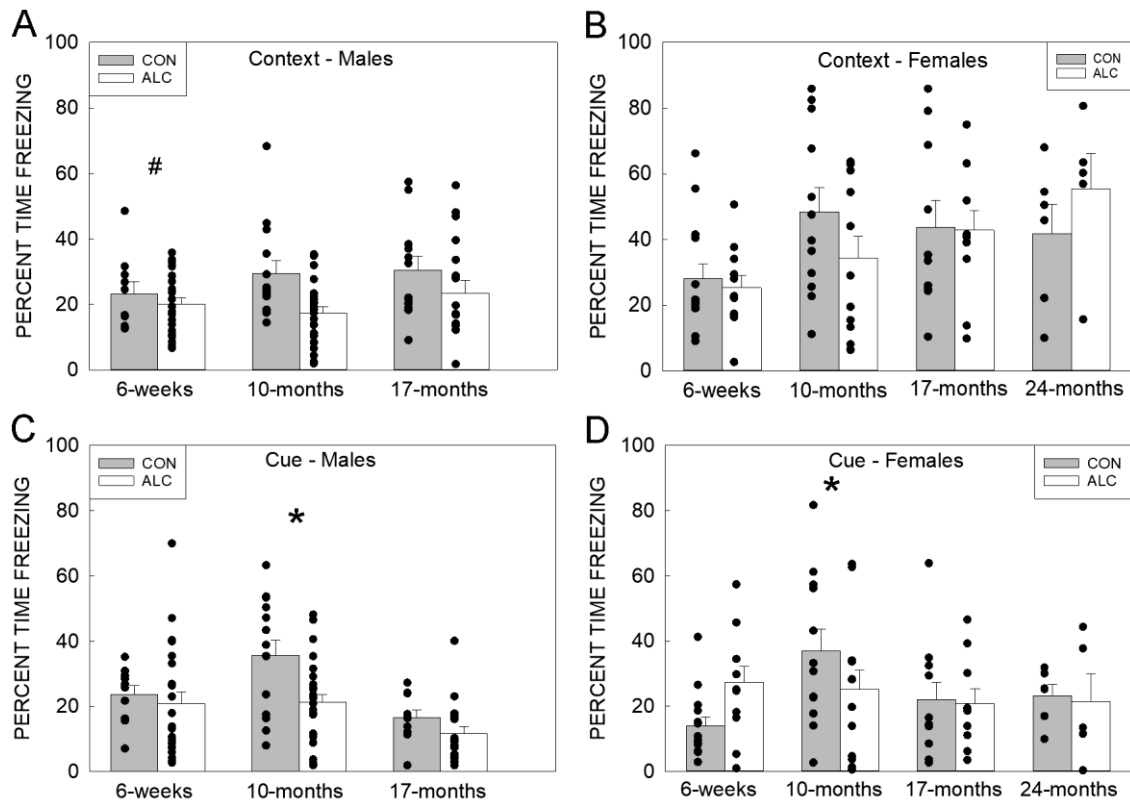 A
PERCENT TIME FREEZING
100
80
60
40
20
0
CON
ALC
Context - Males
#
6-weeks
10-months
17-months
B
PERCENT TIME FREEZING
100
80
60
40
20
0
Context - Females
CON
ALC
6-weeks
10-months
17-months
24-months
C
PERCENT TIME FREEZING
100
80
60
40
20
0
CON
ALC
Cue - Males
*
6-weeks
10-months
17-months
D
PERCENT TIME FREEZING
100
80
60
40
20
0
Cue - Females
CON
ALC
*
6-weeks
10-months
17-months
24-months